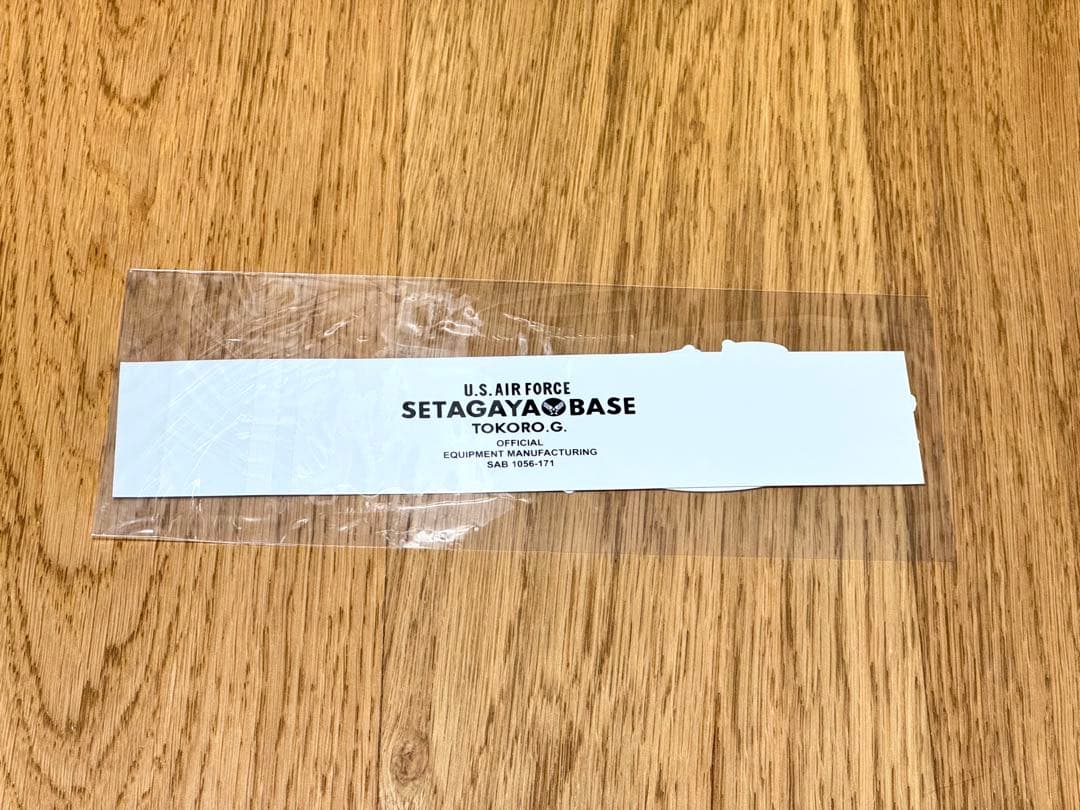 U.S. AIR FORCE
SETAGAYA BASE
TOKORO.G.
OFFICIAL
EQUIPMENT MANUFACTURING
SAB 1056-171